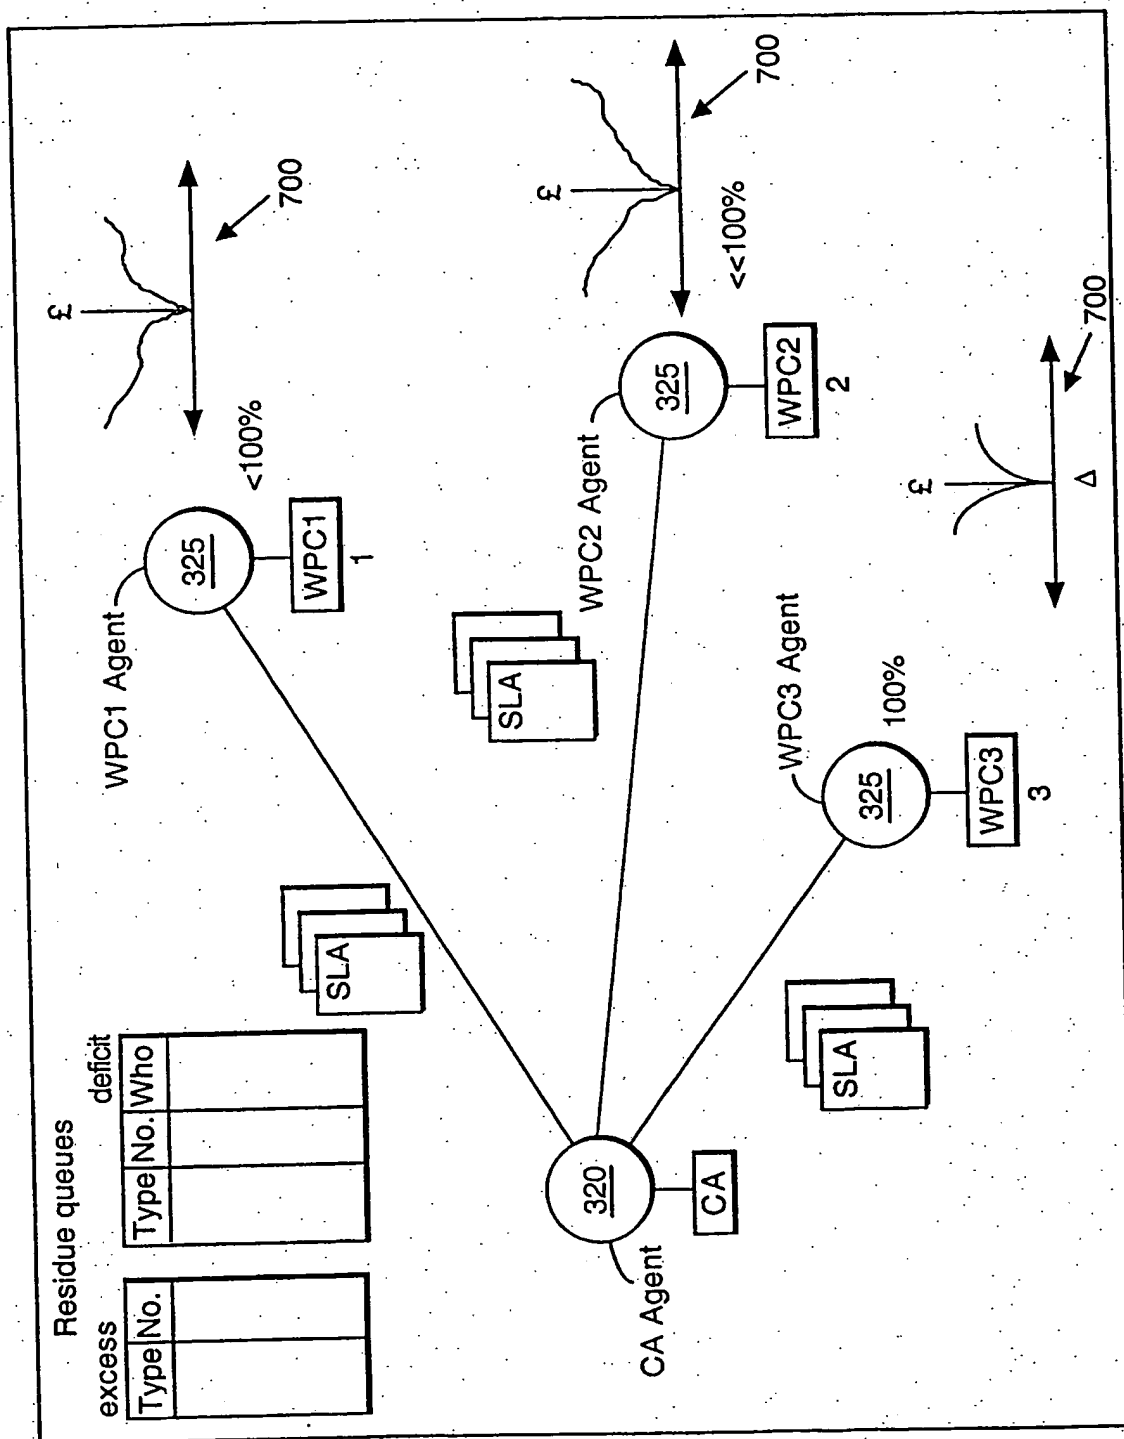 Residue queues
excess
Type No.
deficit
Type No. Who
SLA
WPC1 Agent
325
WPC1
1
<100%
£
700
SLA
WPC2 Agent
325
WPC2
2
<<100%
£
700
CA Agent
320
CA
SLA
WPC3 Agent
325
WPC3
3
100%
£
Δ
700